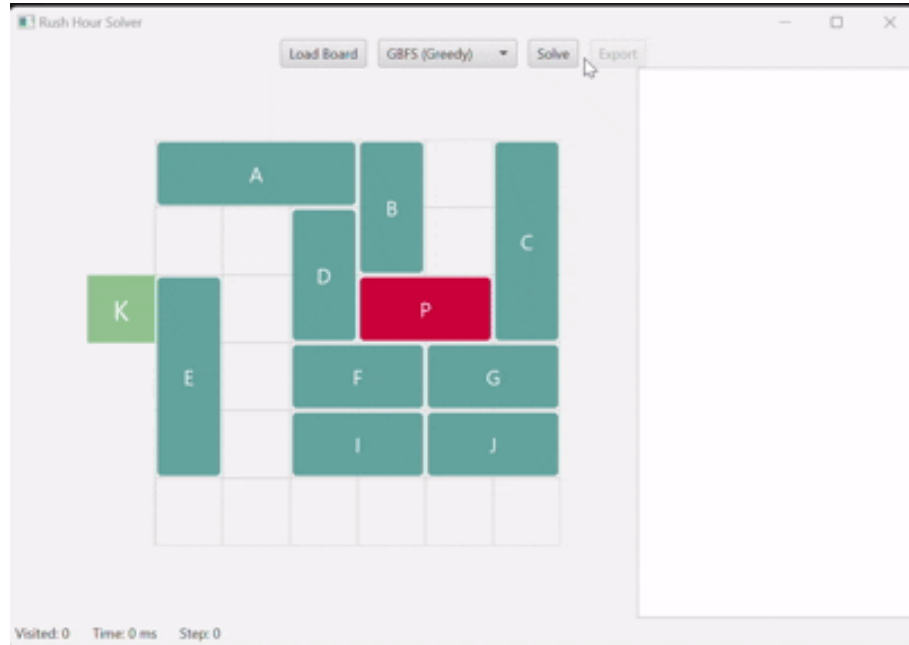 Rush Hour Solver
Load Board GBFS (Greedy) Solve Export
A
B
C
D
K
P
E
F
G
I
J
Visited: 0 Time: 0 ms Step: 0